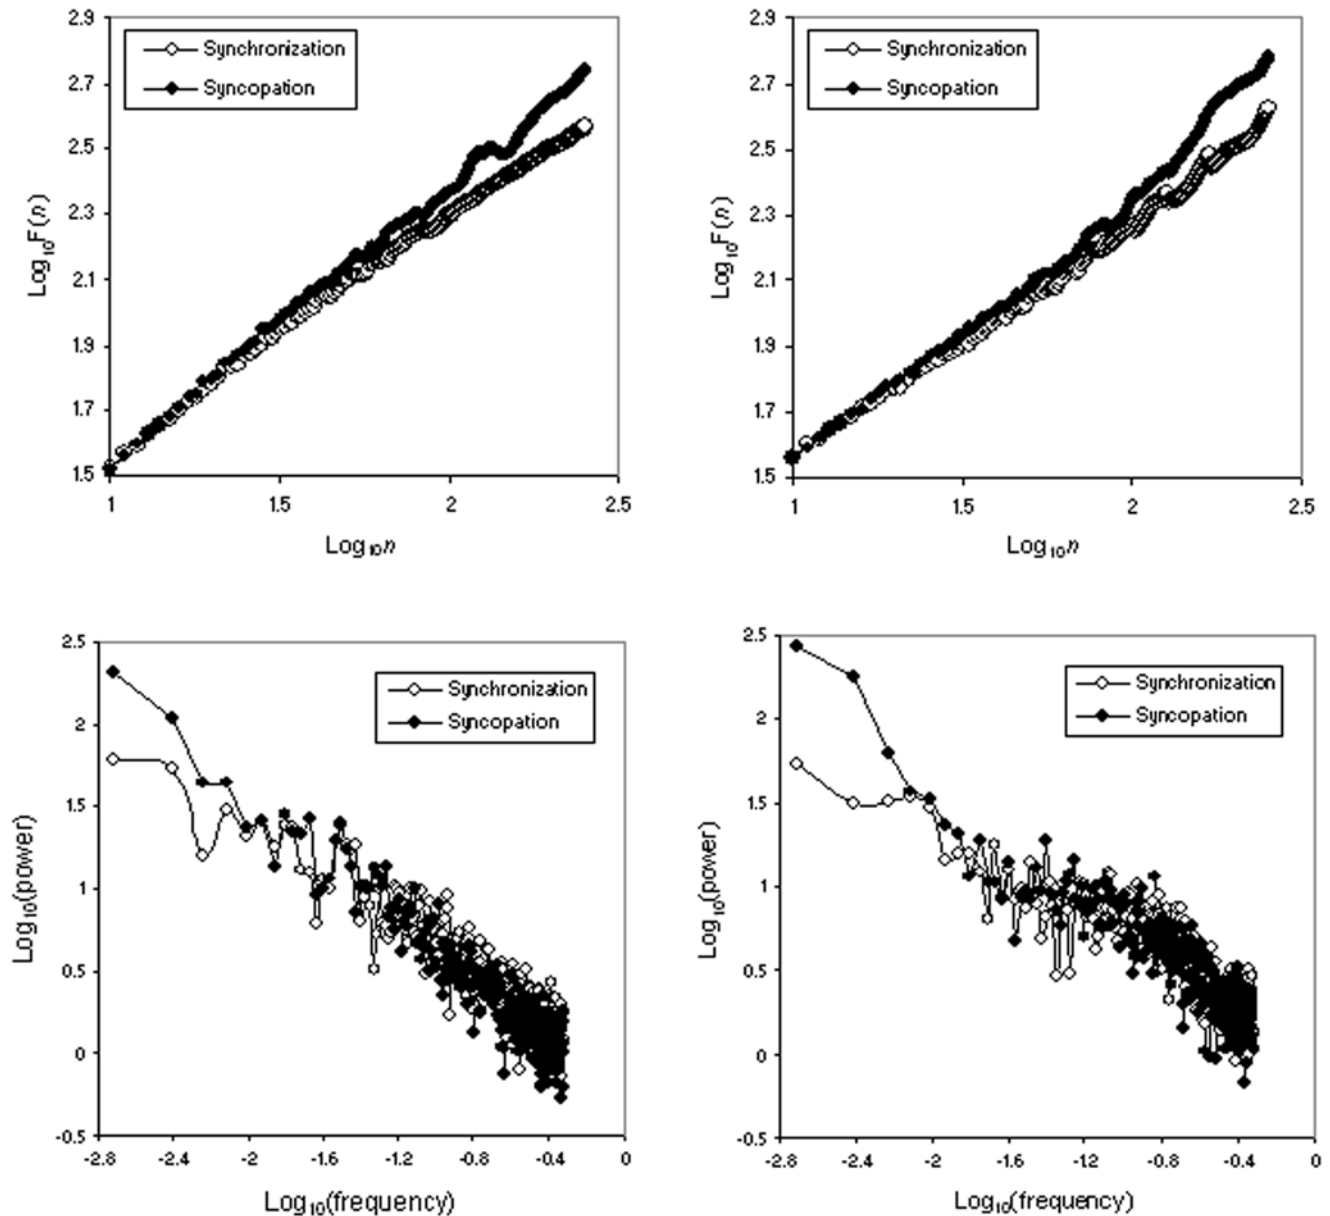 2.9
Synchronization
Syncopation
2.7
2.5
2.3
2.1
1.9
1.7
1.5
Log10F(n)
1 1.5 2 2.5
Log10n
2.9
Synchronization
Syncopation
2.7
2.5
2.3
2.1
1.9
1.7
1.5
Log10F(n)
1 1.5 2 2.5
Log10n
2.5
Synchronization
Syncopation
2
1.5
1
0.5
0
-0.5
Log10(power)
-2.8 -2.4 -2 -1.6 -1.2 -0.8 -0.4 0
Log10(frequency)
2.5
Synchronization
Syncopation
2
1.5
1
0.5
0
-0.5
Log10(power)
-2.8 -2.4 -2 -1.6 -1.2 -0.8 -0.4 0
Log10(frequency)